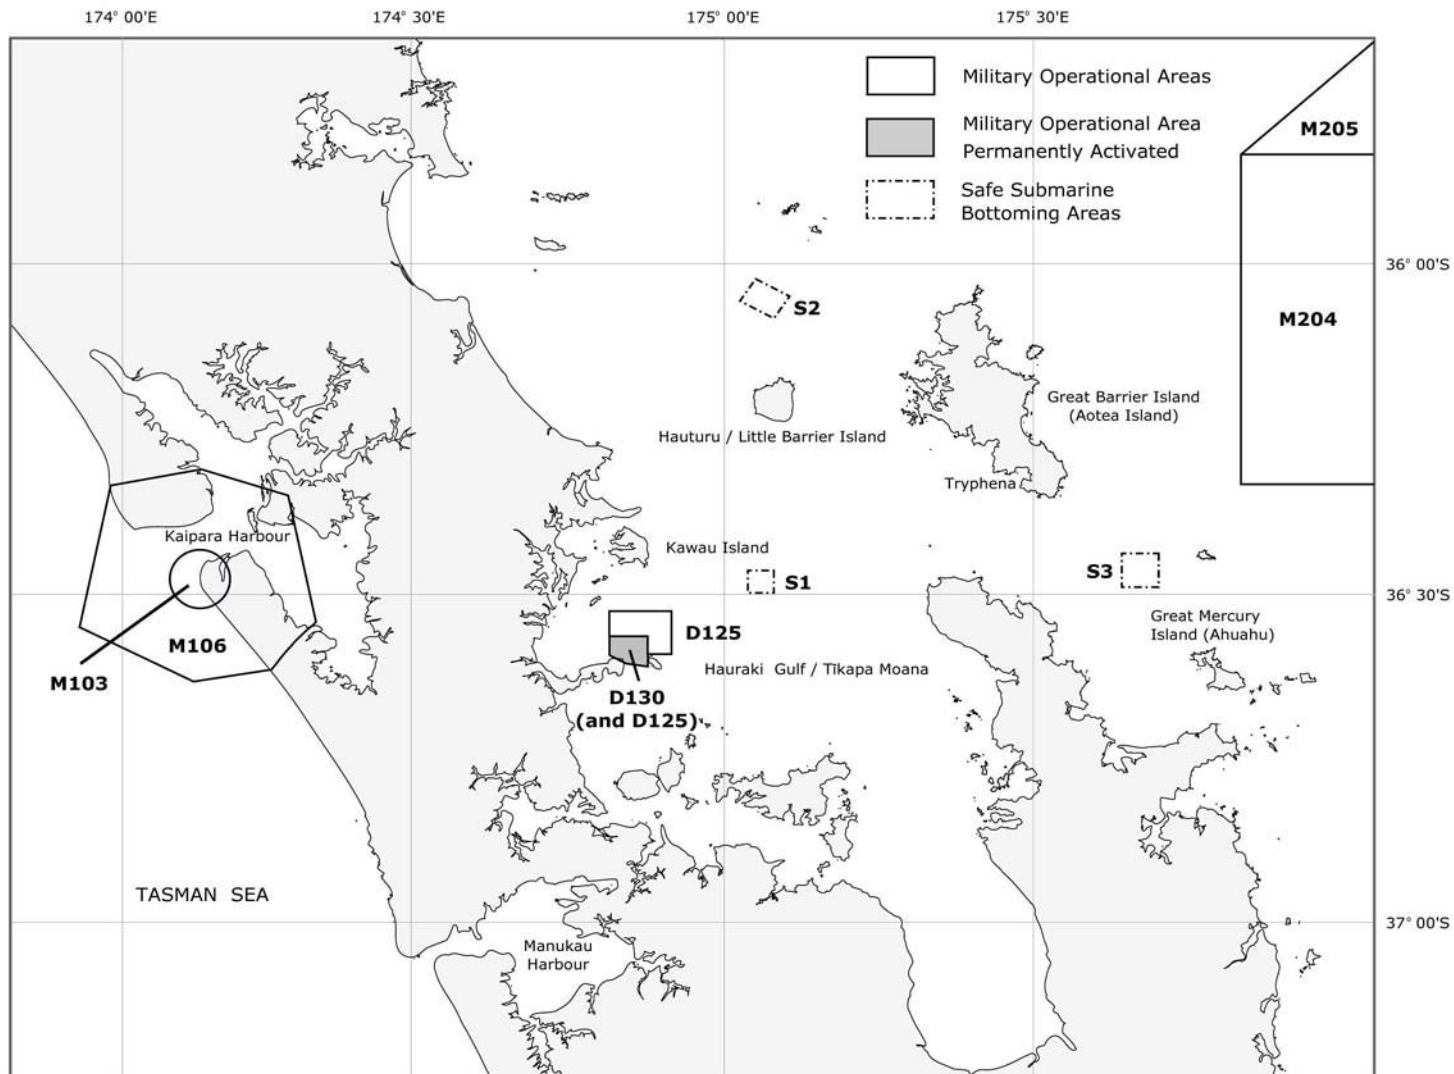 174° 00'E
174° 30'E
175° 00'E
175° 30'E
Military Operational Areas
Military Operational Area
Permanently Activated
Safe Submarine
Bottoming Areas
M205
36° 00'S
S2
M204
Great Barrier Island
(Aotea Island)
Hauturu / Little Barrier Island
Tryphena
Kaipara Harbour
Kawau Island
S1
S3
36° 30'S
Great Mercury
Island (Ahuahu)
M106
D125
Hauraki Gulf / Tīkapa Moana
M103
D130
(and D125)
TASMAN SEA
37° 00'S
Manukau
Harbour